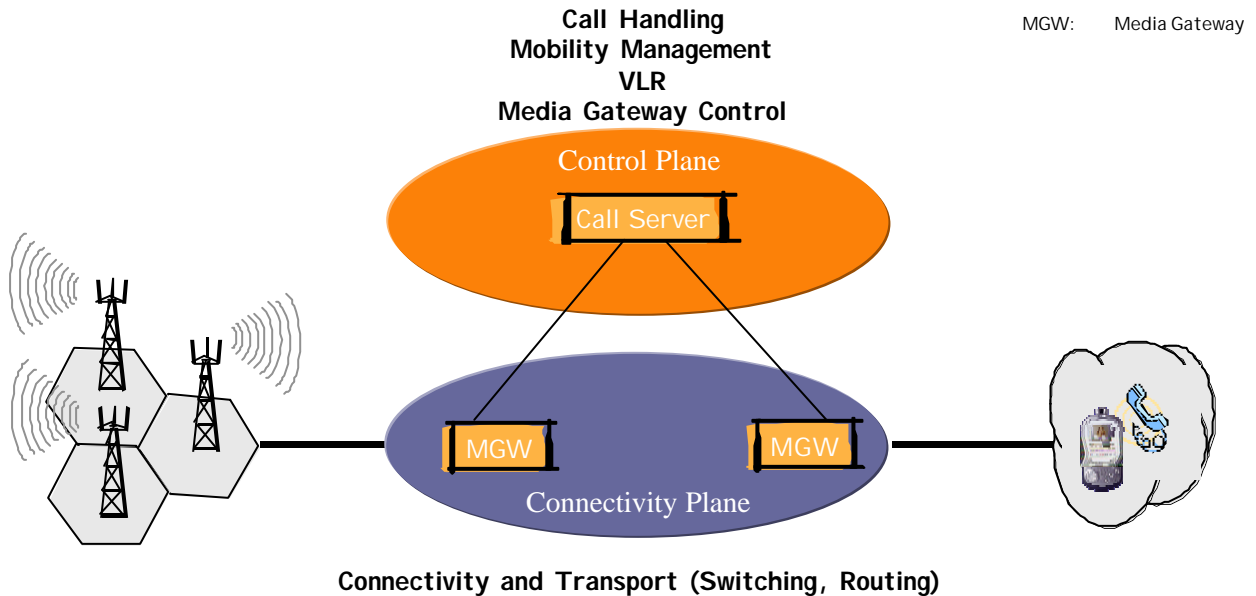 Call Handling
Mobility Management
VLR
Media Gateway Control
MGW: Media Gateway
Control Plane
Call Server
MGW
MGW
Connectivity Plane
Connectivity and Transport (Switching, Routing)